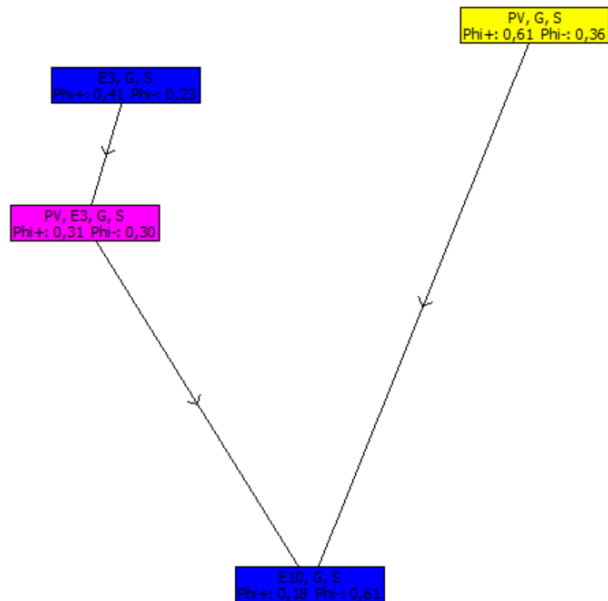 PV, G, S
Phi+: 0,61 Phi-: 0,36
E3, G, S
Phi+: 0,41 Phi-: 0,23
PV, E3, G, S
Phi+: 0,31 Phi-: 0,30
E10, G, S
Phi+: 0,18 Phi-: 0,61